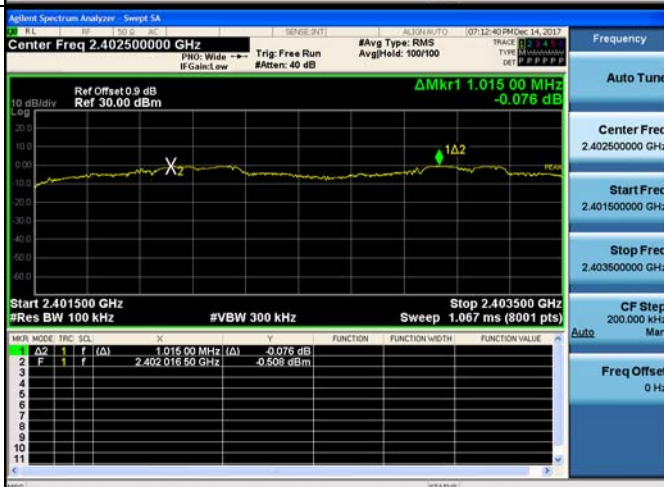 Agilent Spectrum Analyzer - Swept SA
RL RF 50 Ω AC SENSE:INT ALIGN AUTO 07:12:40 PM Dec 14, 2017
Center Freq 2.402500000 GHz
PNO: Wide
IFGain:Low
Trig: Free Run
#Atten: 40 dB
#Avg Type: RMS
Avg|Hold: 100/100
TRACE 1 2 3 4 5 6
TYPE
DET P P P P P P
ΔMkr1 1.015 00 MHz
-0.076 dB
Ref Offset 0.9 dB
10 dB/div Ref 30.00 dBm
Log
20.0
10.0
0.00
-10.0
-20.0
-30.0
-40.0
-50.0
-60.0
X2
1Δ2
PEAK
Start 2.401500 GHz Stop 2.403500 GHz
#Res BW 100 kHz #VBW 300 kHz Sweep 1.067 ms (8001 pts)
MKR MODE TRC SCL X Y FUNCTION FUNCTION WIDTH FUNCTION VALUE
1 Δ2 1 f (Δ) 1.015 00 MHz (Δ) -0.076 dB
2 F 1 f 2.402 016 50 GHz -0.508 dBm
3
4
5
6
7
8
9
10
11
MSG STATUS
Frequency
Auto Tune
Center Freq
2.402500000 GHz
Start Freq
2.401500000 GHz
Stop Freq
2.403500000 GHz
CF Step
200.000 kHz
Auto Man
Freq Offset
0 Hz